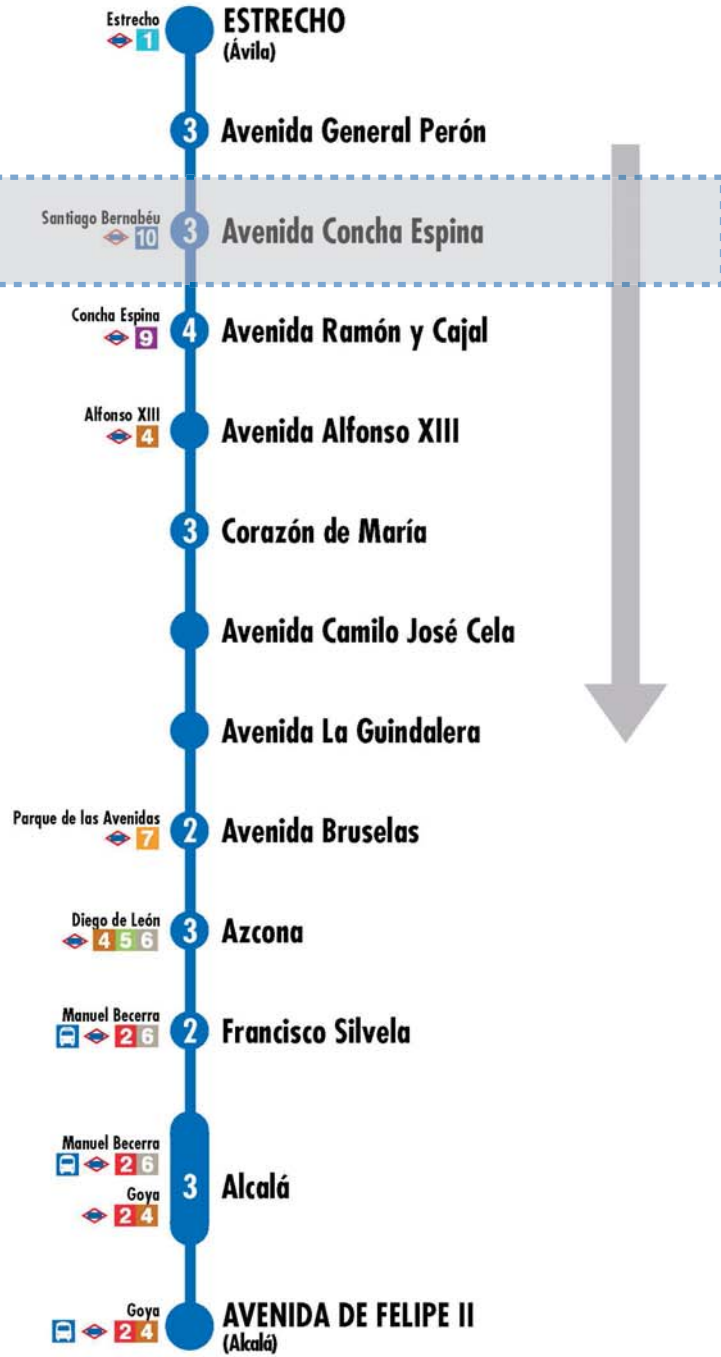 Estrecho
1
ESTRECHO
(Ávila)
3 Avenida General Perón
Santiago Bernabéu
10
3 Avenida Concha Espina
Concha Espina
9
4 Avenida Ramón y Cajal
Alfonso XIII
4
Avenida Alfonso XIII
3 Corazón de María
Avenida Camilo José Cela
Avenida La Guindalera
Parque de las Avenidas
7
2 Avenida Bruselas
Diego de León
4 5 6
3 Azcona
Manuel Becerra
2 6
2 Francisco Silvela
Manuel Becerra
2 6
Goya
2 4
3 Alcalá
Goya
2 4
AVENIDA DE FELIPE II
(Alcalá)